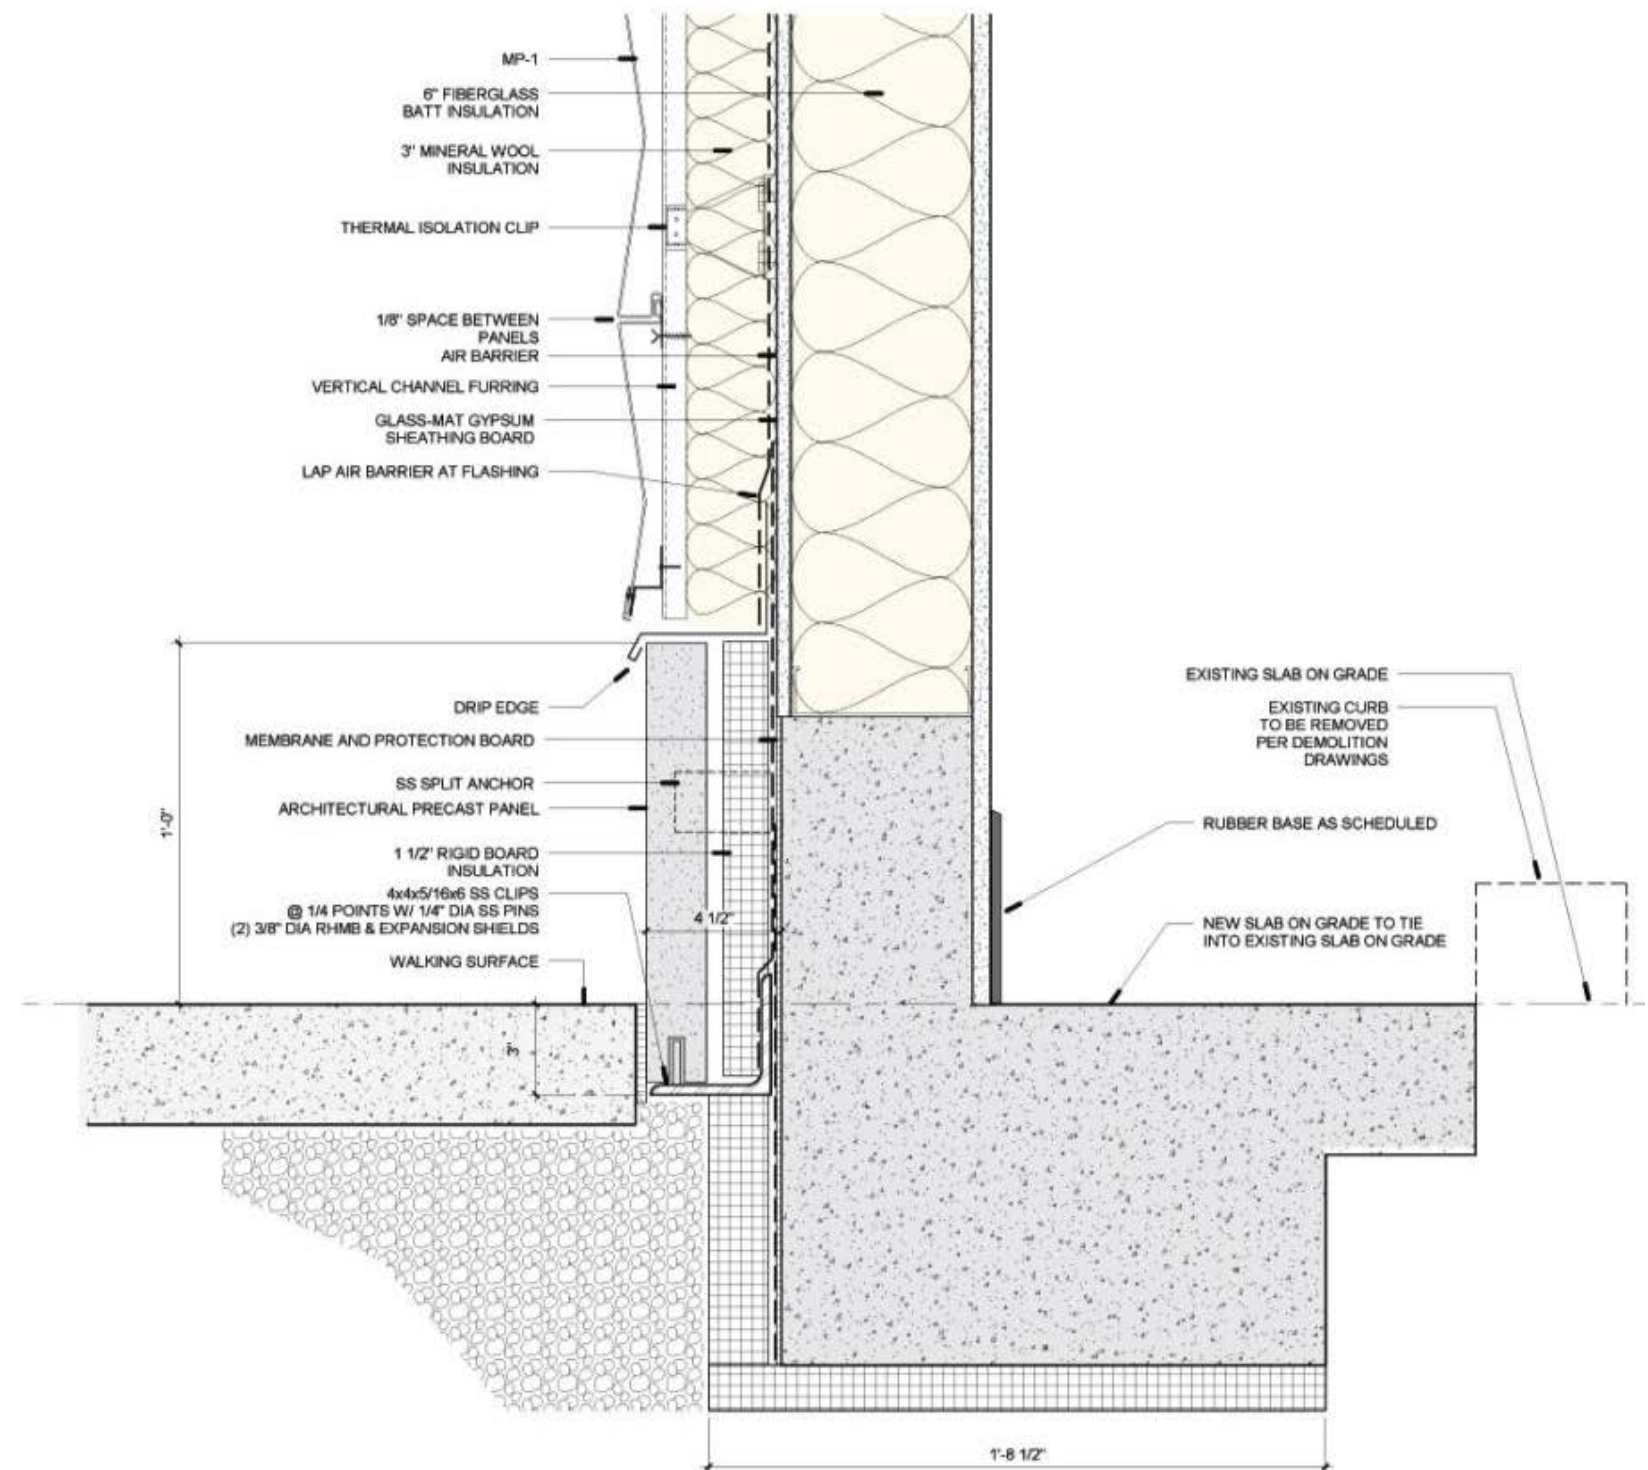 MP-1
6" FIBERGLASS
BATT INSULATION
3" MINERAL WOOL
INSULATION
THERMAL ISOLATION CLIP
1/8" SPACE BETWEEN
PANELS
AIR BARRIER
VERTICAL CHANNEL FURRING
GLASS-MAT GYPSUM
SHEATHING BOARD
LAP AIR BARRIER AT FLASHING
DRIP EDGE
MEMBRANE AND PROTECTION BOARD
SS SPLIT ANCHOR
ARCHITECTURAL PRECAST PANEL
1'-0"
1 1/2" RIGID BOARD
INSULATION
4x4x5/16x6 SS CLIPS
@ 1/4 POINTS W/ 1/4" DIA SS PINS
(2) 3/8" DIA RHMB & EXPANSION SHIELDS
WALKING SURFACE
4 1/2"
3"
EXISTING SLAB ON GRADE
EXISTING CURB
TO BE REMOVED
PER DEMOLITION
DRAWINGS
RUBBER BASE AS SCHEDULED
NEW SLAB ON GRADE TO TIE
INTO EXISTING SLAB ON GRADE
1'-8 1/2"